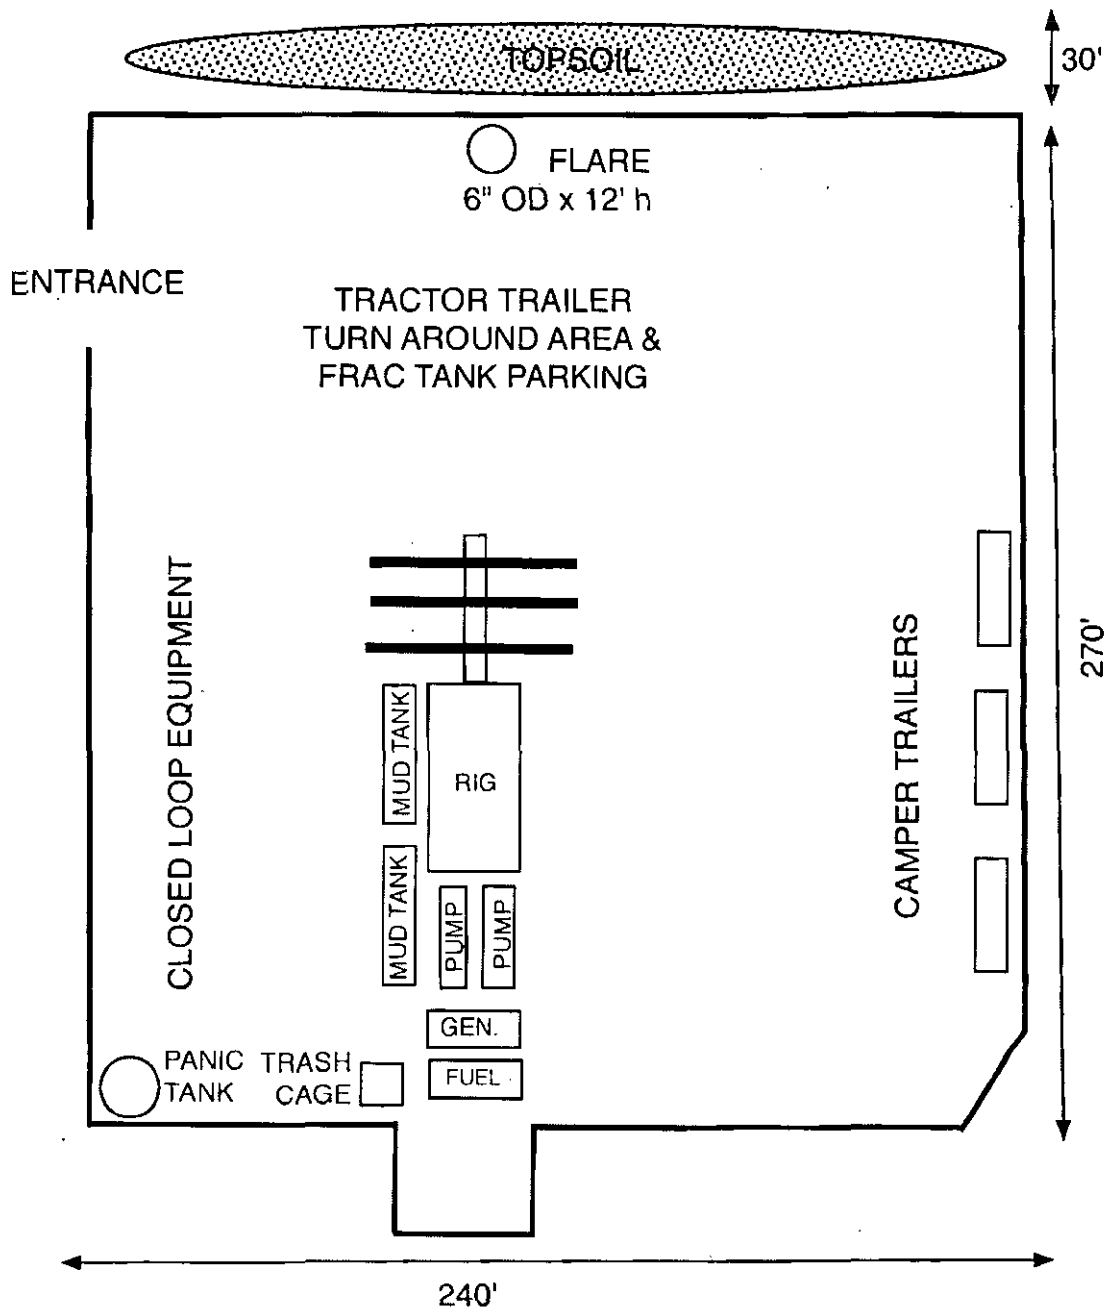 TOPSOIL
30'
FLARE
6" OD x 12' h
ENTRANCE
TRACTOR TRAILER
TURN AROUND AREA &
FRAC TANK PARKING
CLOSED LOOP EQUIPMENT
MUD TANK
RIG
CAMPER TRAILERS
270'
MUD TANK
PUMP
PUMP
GEN.
PANIC
TANK
TRASH
CAGE
FUEL
240'